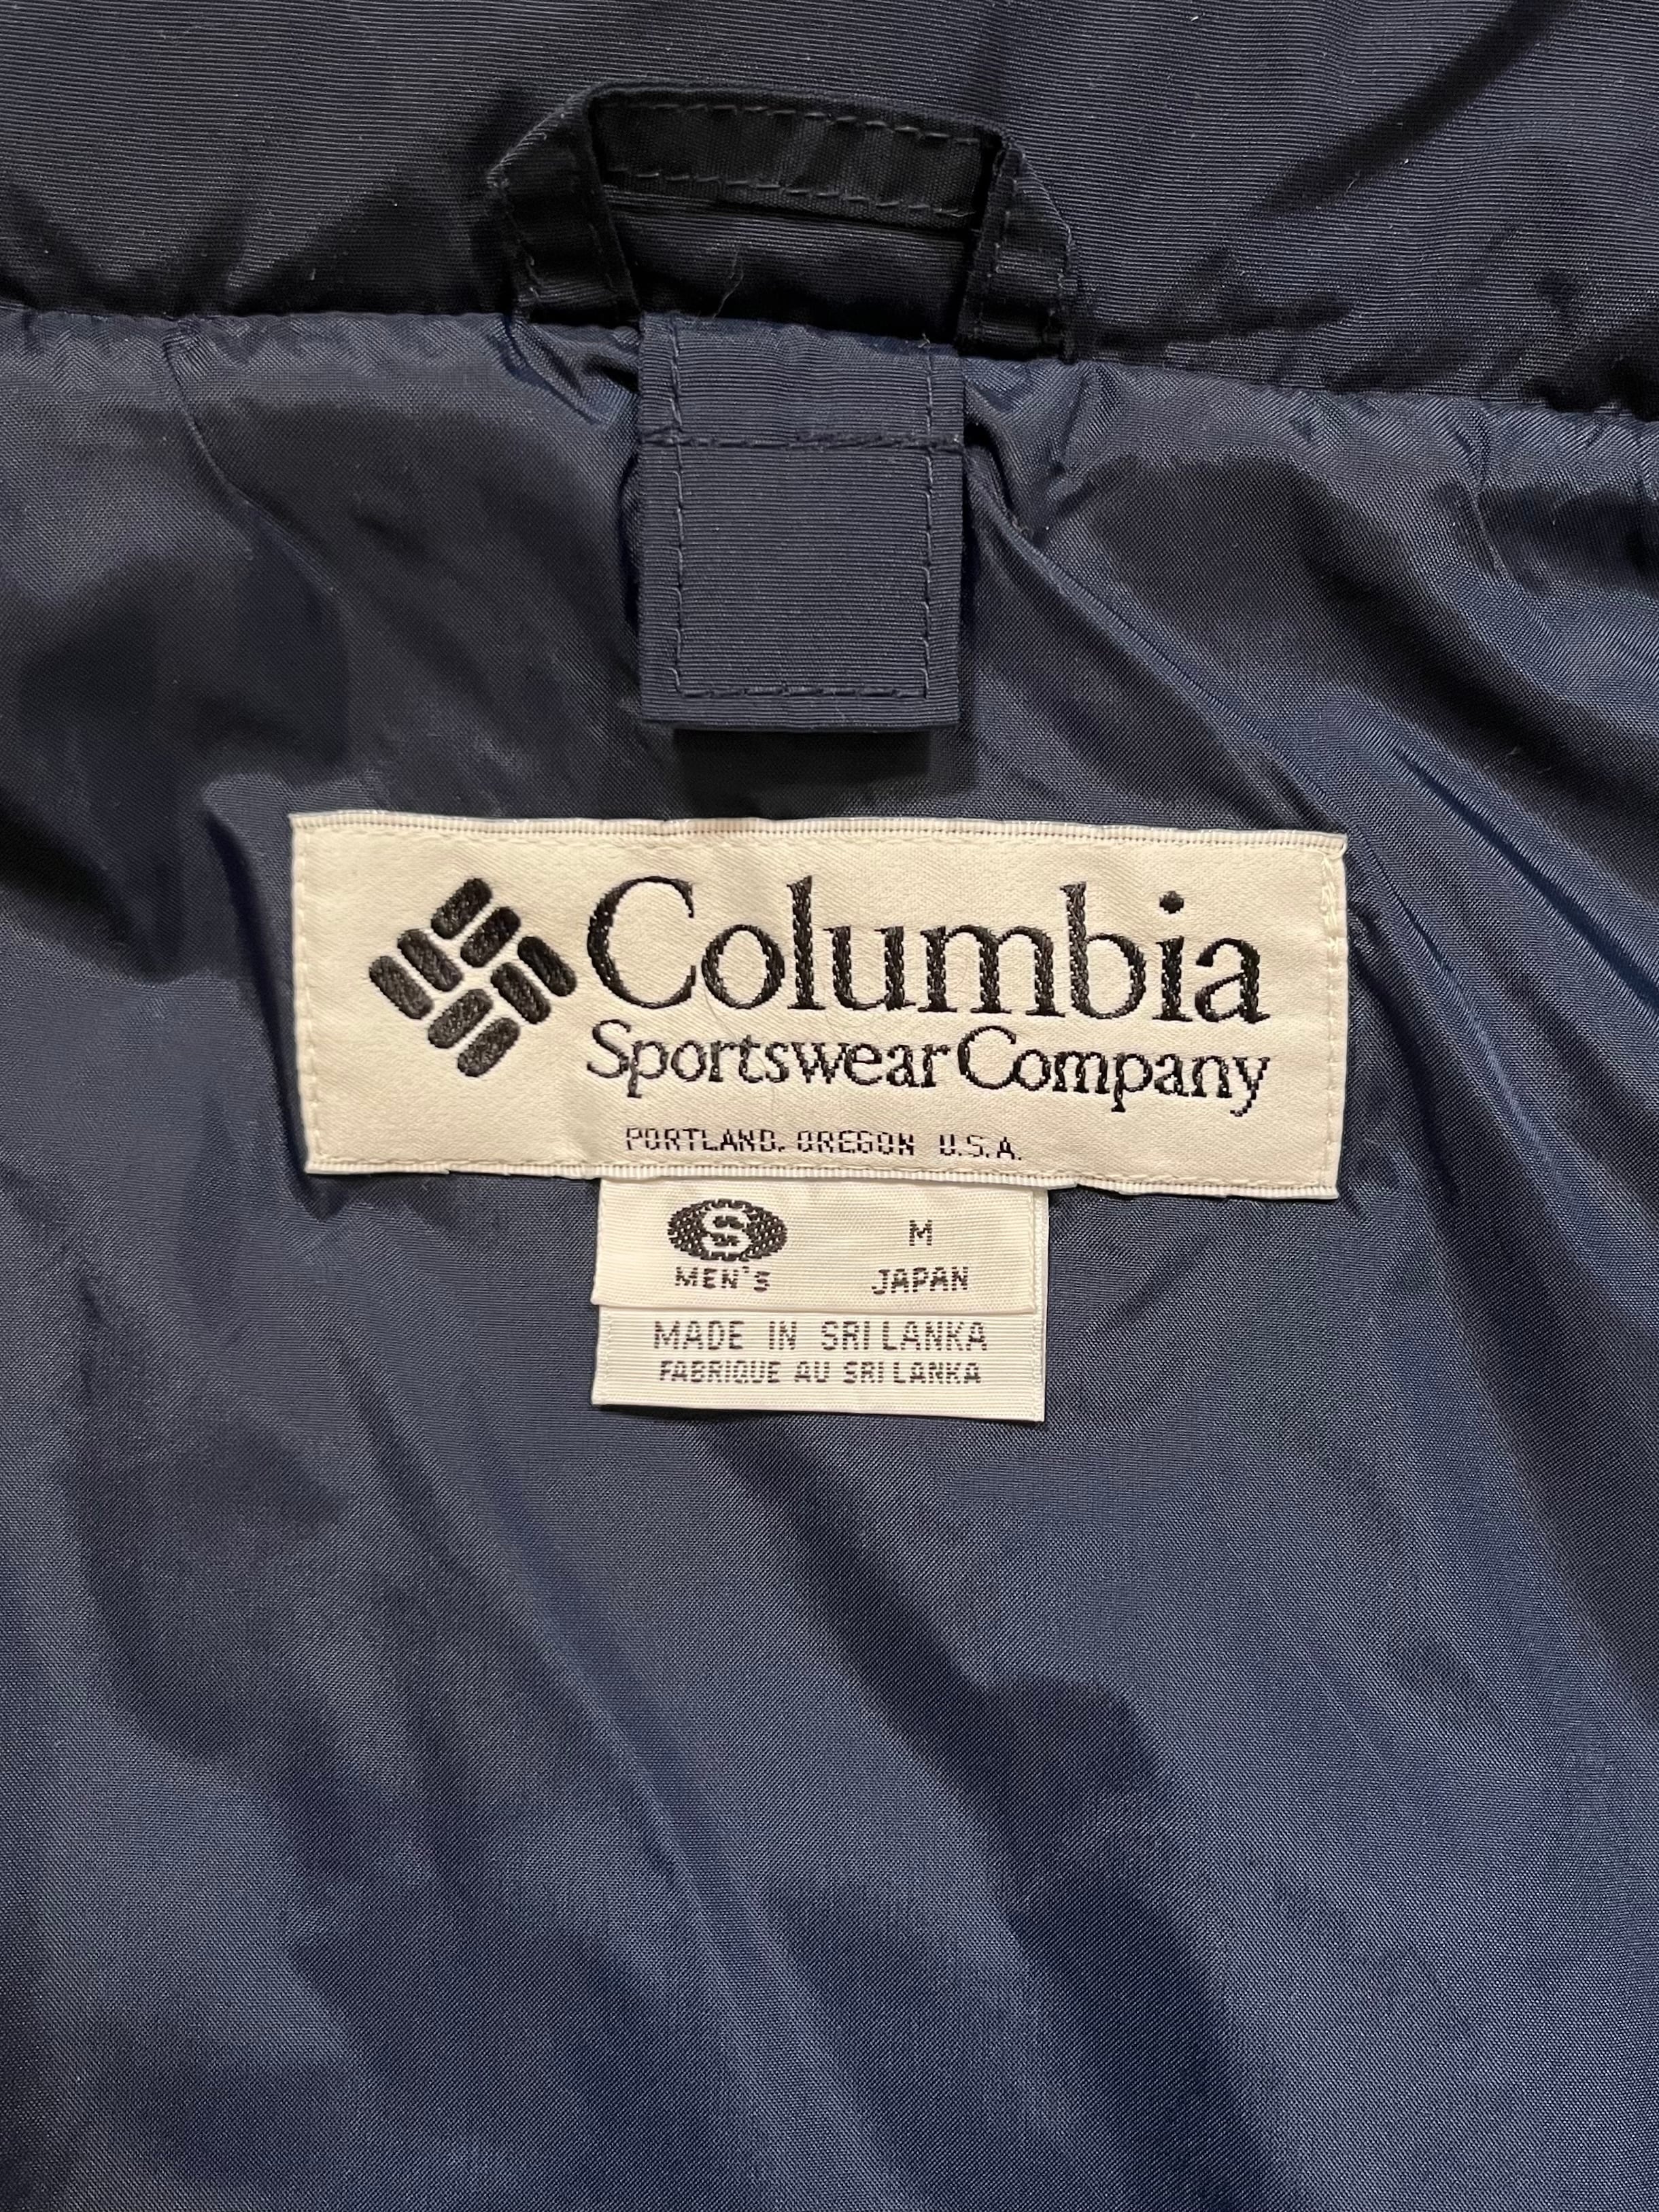 Columbia
Sportswear Company
PORTLAND, OREGON U.S.A.
S M
MEN'S JAPAN
MADE IN SRI LANKA
FABRIQUE AU SRI LANKA